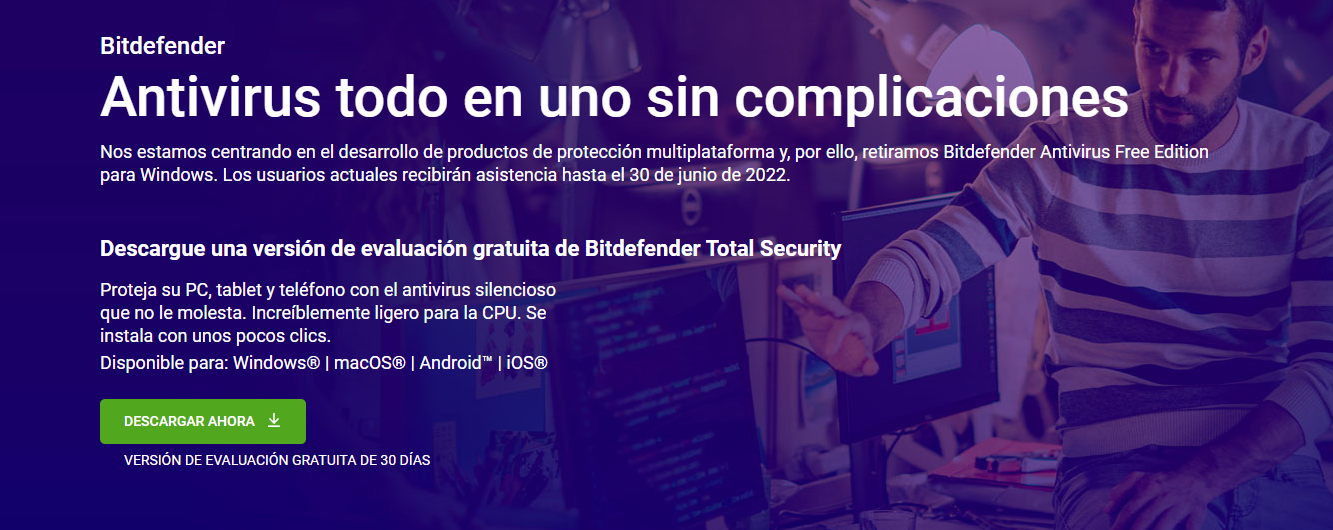 Bitdefender
Antivirus todo en uno sin complicaciones
Nos estamos centrando en el desarrollo de productos de protección multiplataforma y, por ello, retiramos Bitdefender Antivirus Free Edition
para Windows. Los usuarios actuales recibirán asistencia hasta el 30 de junio de 2022.
Descargue una versión de evaluación gratuita de Bitdefender Total Security
Proteja su PC, tablet y teléfono con el antivirus silencioso
que no le molesta. Increíblemente ligero para la CPU. Se
instala con unos pocos clics.
Disponible para: Windows® | macOS® | Android™ | iOS®
DESCARGAR AHORA
VERSIÓN DE EVALUACIÓN GRATUITA DE 30 DÍAS